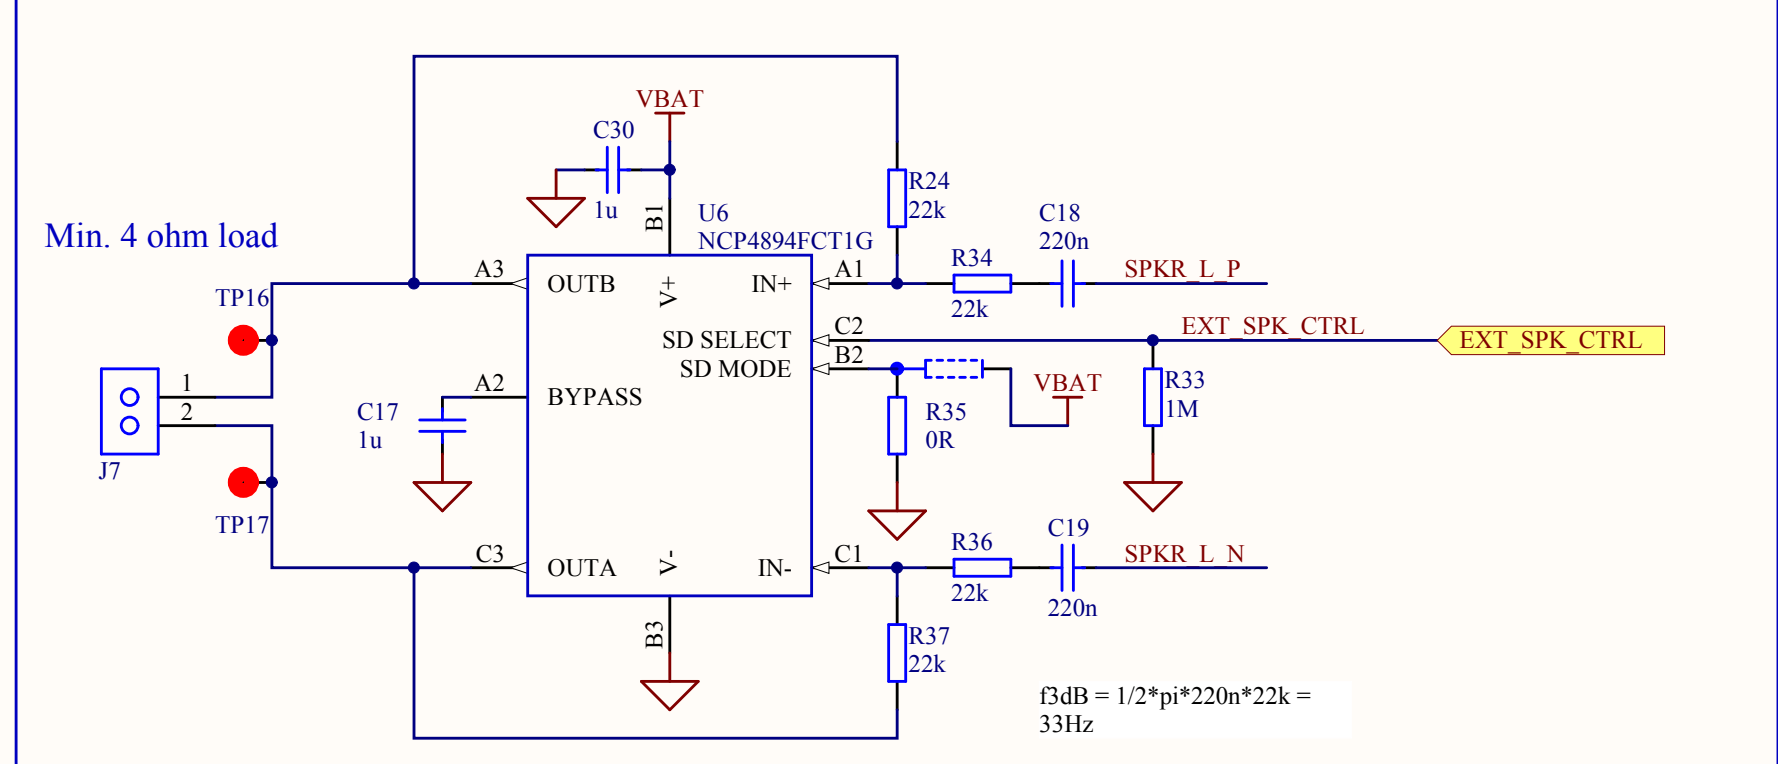 VBAT
C30
1u
B1
U6
NCP4894FCT1G
R24
22k
C18
220n
Min. 4 ohm load
A3
OUTB
V+
IN+
A1
R34
22k
SPKR_L_P
TP16
SD SELECT
C2
EXT_SPK_CTRL
EXT_SPK_CTRL
SD MODE
B2
VBAT
R33
1M
1
2
J7
A2
BYPASS
C17
1u
R35
0R
TP17
C3
OUTA
V-
IN-
C1
R36
22k
C19
220n
SPKR_L_N
B3
R37
22k
f3dB = 1/2*pi*220n*22k =
33Hz